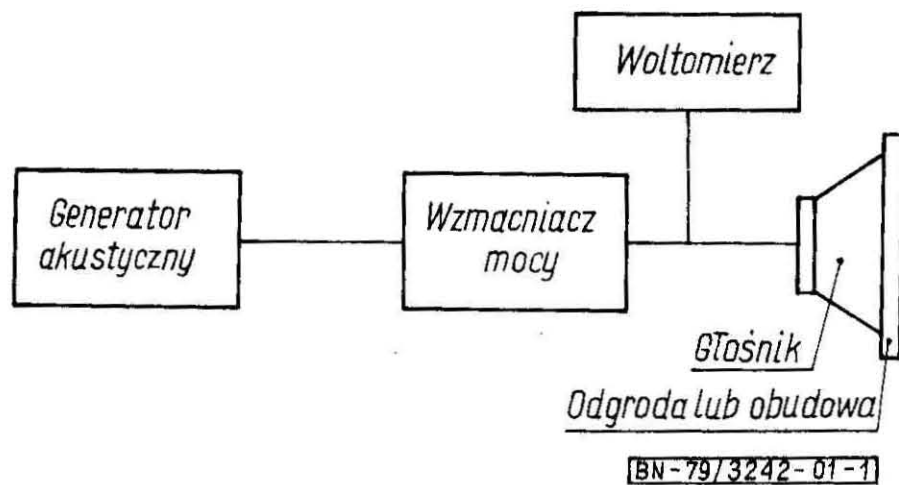 Woltomierz
Generator
akustyczny
Wzmacniacz
mocy
Głośnik
Odgroda lub obudowa
BN-79/3242-01-1